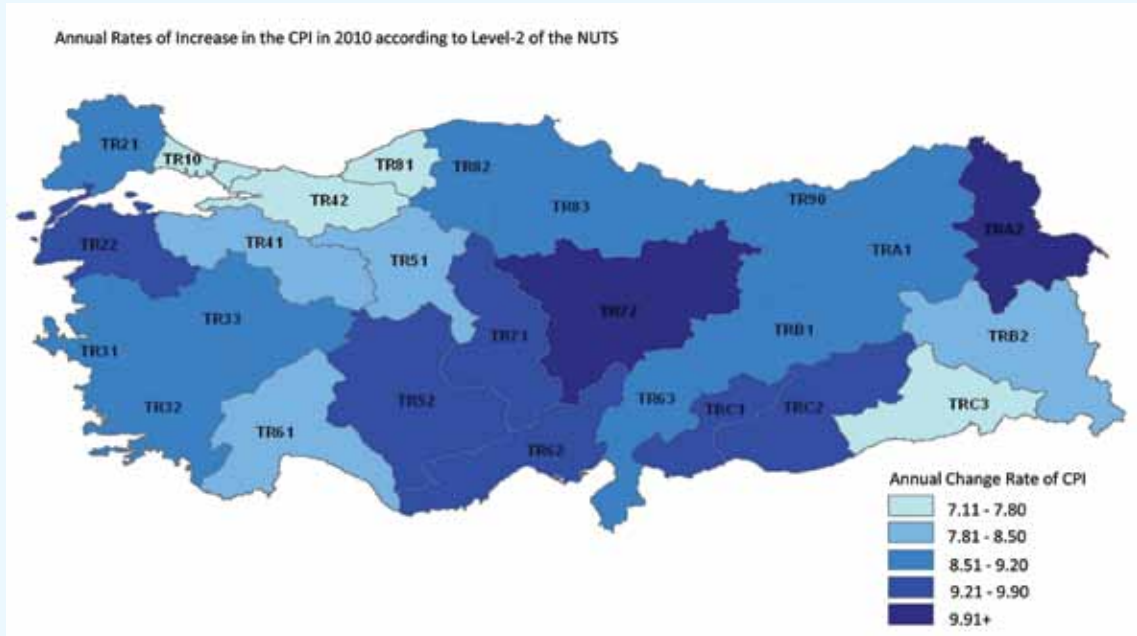 Annual Rates of Increase in the CPI in 2010 according to Level-2 of the NUTS
TR21
TR10
TR81
TR82
TR42
TR83
TR90
TRA2
TR22
TR41
TR51
TRA1
TR72
TR33
TR71
TRB1
TRB2
TR31
TR32
TR52
TR63
TRC1
TRC2
TRC3
TR61
TR62
Annual Change Rate of CPI
7.11 - 7.80
7.81 - 8.50
8.51 - 9.20
9.21 - 9.90
9.91+